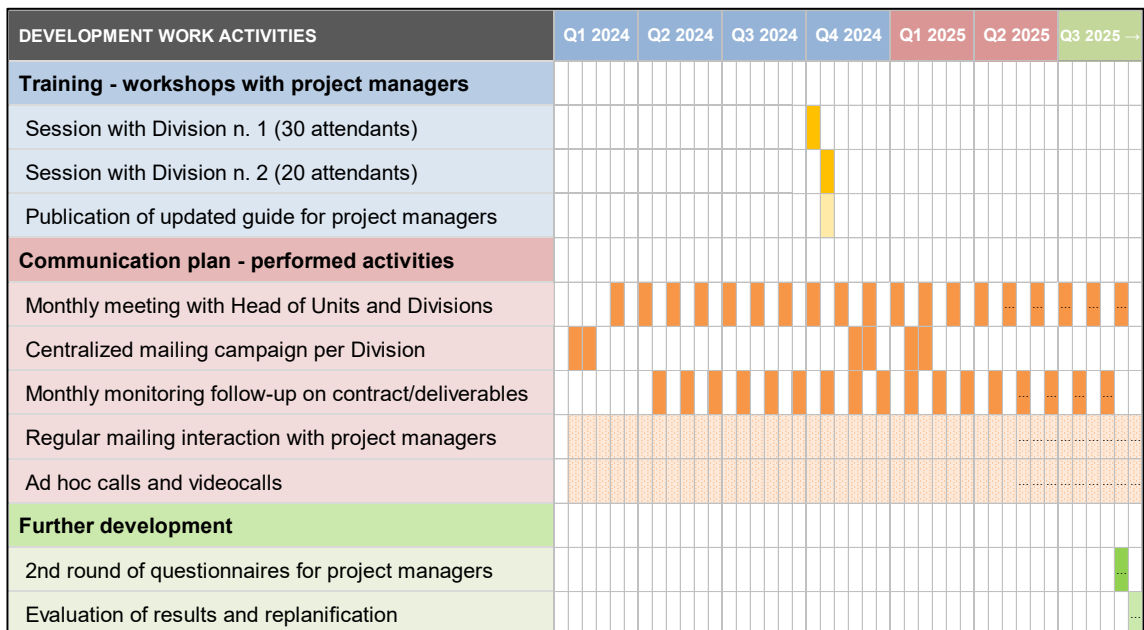 DEVELOPMENT WORK ACTIVITIES Q1 2024 Q2 2024 Q3 2024 Q4 2024 Q1 2025 Q2 2025 Q3 2025 →
Training - workshops with project managers
Session with Division n. 1 (30 attendants)
Session with Division n. 2 (20 attendants)
Publication of updated guide for project managers
Communication plan - performed activities
Monthly meeting with Head of Units and Divisions ... ... ... ... ...
Centralized mailing campaign per Division
Monthly monitoring follow-up on contract/deliverables ... ... ... ...
Regular mailing interaction with project managers ... ... ... ... ... ... ... ... ...
Ad hoc calls and videocalls ... ... ... ... ... ... ... ... ...
Further development
2nd round of questionnaires for project managers ...
Evaluation of results and replanification ...